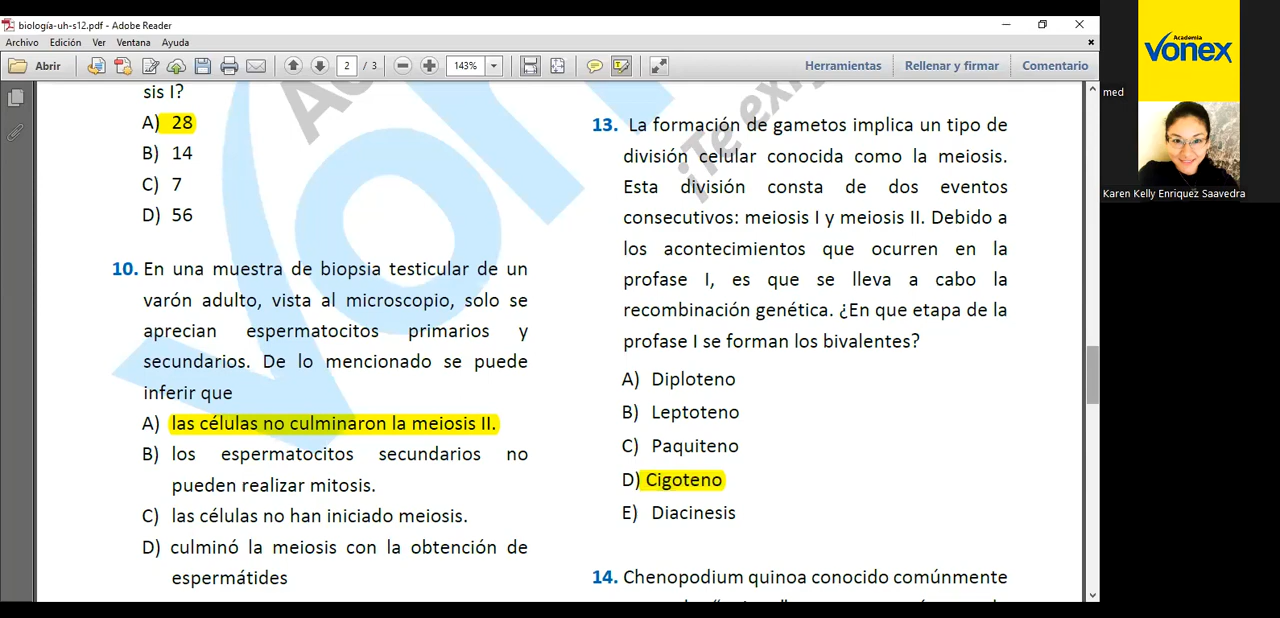 biología-uh-s12.pdf - Adobe Reader
Archivo Edición Ver Ventana Ayuda
Abrir 2 / 3 143% Herramientas Rellenar y firmar Comentario
sis I?
A) 28
B) 14
C) 7
D) 56
10. En una muestra de biopsia testicular de un
varón adulto, vista al microscopio, solo se
aprecian espermatocitos primarios y
secundarios. De lo mencionado se puede
inferir que
A) las células no culminaron la meiosis II.
B) los espermatocitos secundarios no
pueden realizar mitosis.
C) las células no han iniciado meiosis.
D) culminó la meiosis con la obtención de
espermátides
¡Te exi
13. La formación de gametos implica un tipo de
división celular conocida como la meiosis.
Esta división consta de dos eventos
consecutivos: meiosis I y meiosis II. Debido a
los acontecimientos que ocurren en la
profase I, es que se lleva a cabo la
recombinación genética. ¿En que etapa de la
profase I se forman los bivalentes?
A) Diploteno
B) Leptoteno
C) Paquiteno
D) Cigoteno
E) Diacinesis
14. Chenopodium quinoa conocido comúnmente
Academia
vonex
med
Karen Kelly Enriquez Saavedra